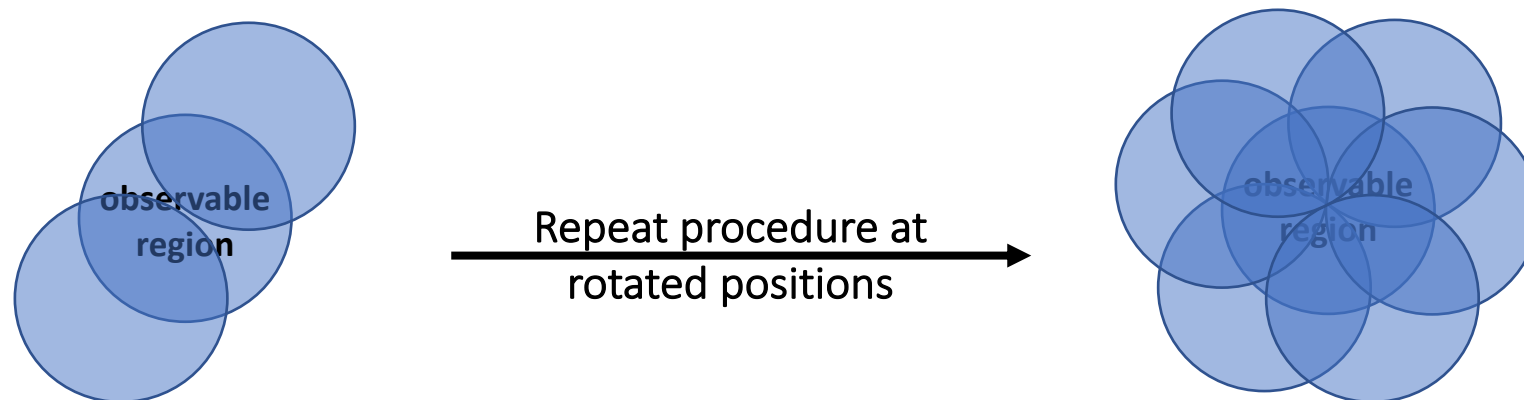 observable
region
Repeat procedure at
rotated positions
observable
region